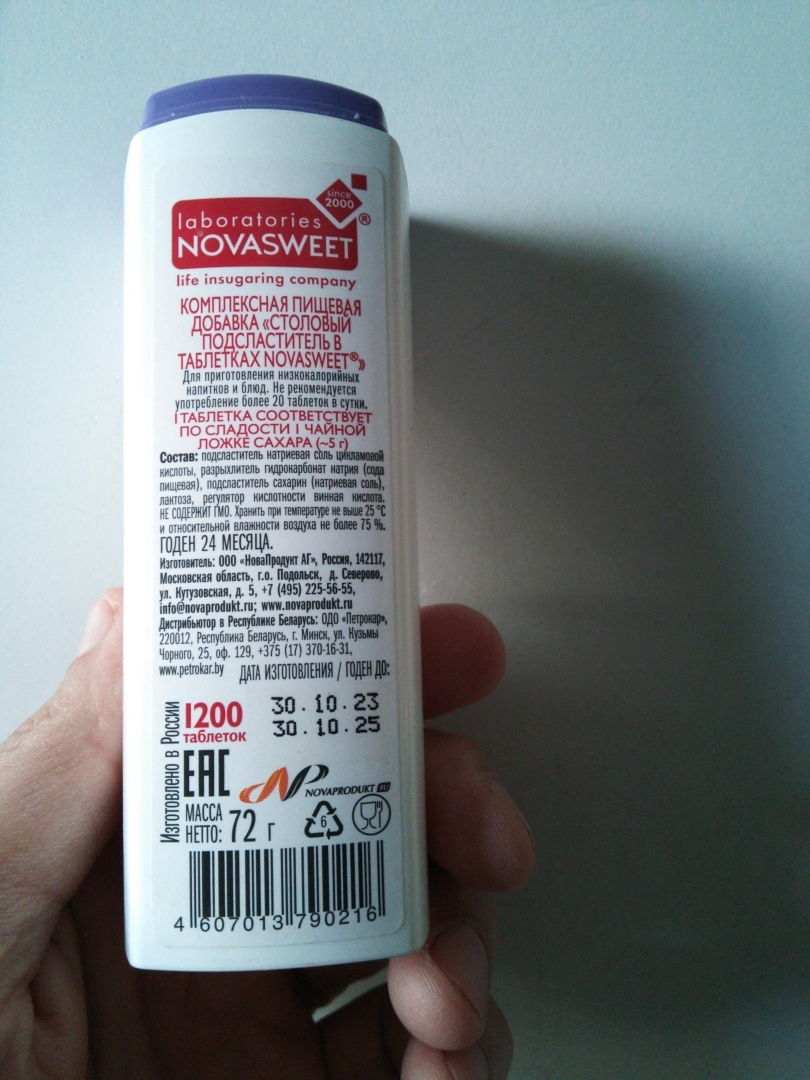 since
2000
laboratories
NOVASWEET ®
life insugaring company
КОМПЛЕКСНАЯ ПИЩЕВАЯ
ДОБАВКА «СТОЛОВЫЙ
ПОДСЛАСТИТЕЛЬ В
ТАБЛЕТКАХ NOVASWEET®»
Для приготовления низкокалорийных
напитков и блюд. Не рекомендуется
употребление более 20 таблеток в сутки.
1 ТАБЛЕТКА СООТВЕТСТВУЕТ
ПО СЛАДОСТИ 1 ЧАЙНОЙ
ЛОЖКЕ САХАРА (~5 г)
Состав: подсластитель натриевая соль цикламовой
кислоты, разрыхлитель гидрокарбонат натрия (сода
пищевая), подсластитель сахарин (натриевая соль),
лактоза, регулятор кислотности винная кислота.
НЕ СОДЕРЖИТ ГМО. Хранить при температуре не выше 25 °С
и относительной влажности воздуха не более 75 %.
ГОДЕН 24 МЕСЯЦА.
Изготовитель: ООО «НоваПродукт АГ», Россия, 142117,
Московская область, г.о. Подольск, д. Северово,
ул. Кутузовская, д. 5, +7 (495) 225-56-55,
info@novaprodukt.ru; www.novaprodukt.ru
Дистрибьютор в Республике Беларусь: ОДО «Петрокар»,
220012, Республика Беларусь, г. Минск, ул. Кузьмы
Чорного, 25, оф. 129, +375 (17) 370-16-31,
www.petrokar.by ДАТА ИЗГОТОВЛЕНИЯ / ГОДЕН ДО:
Изготовлено в России
1200
таблеток
30.10.23
30.10.25
EAC
NP NOVAPRODUKT AG
МАССА
НЕТТО: 72 г
6
4 607013 790216